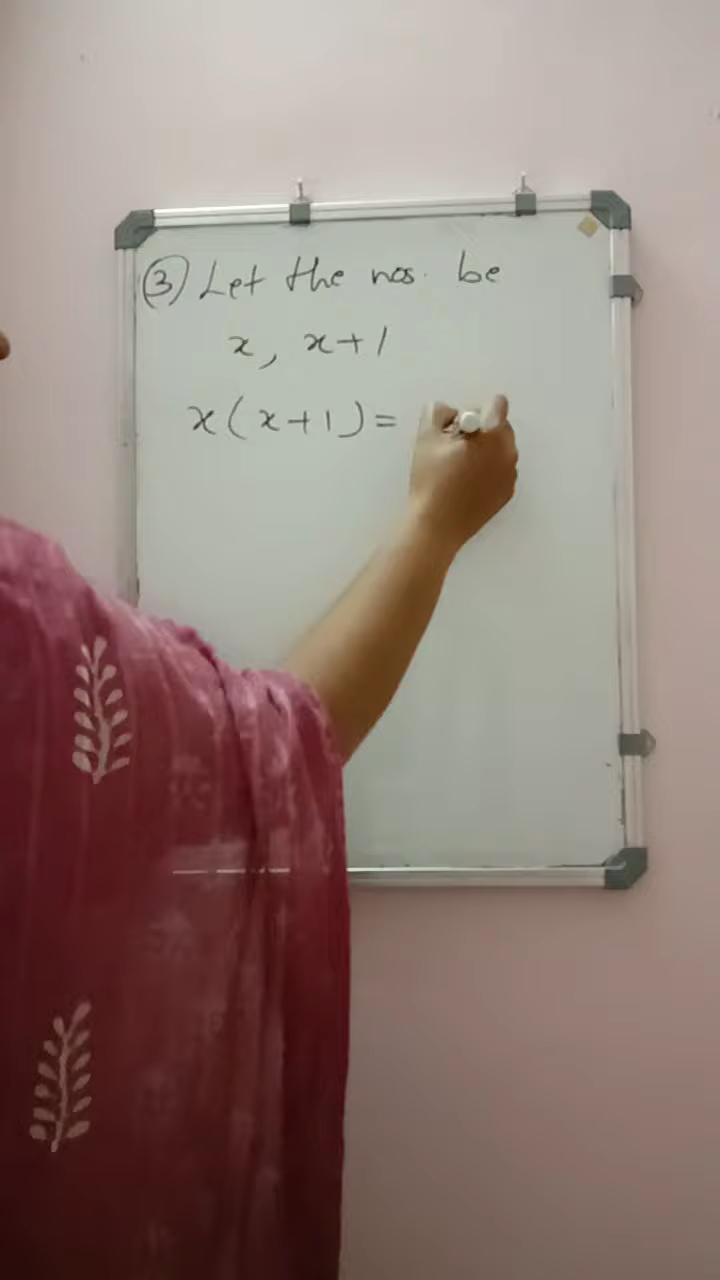 ③ Let the nos. be
x, x+1
x(x+1)=